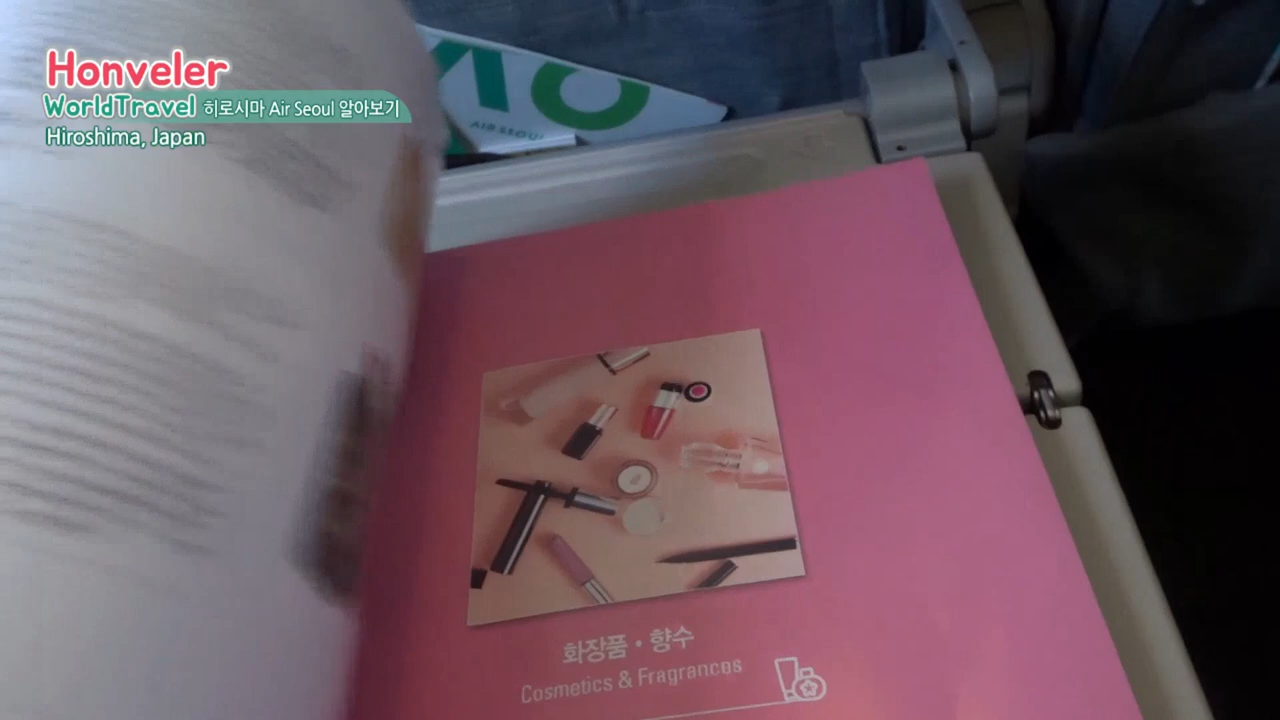 Honveler
WorldTravel 히로시마 Air Seoul 알아보기
Hiroshima, Japan
AIR SEOUL
화장품 • 향수
Cosmetics & Fragrances